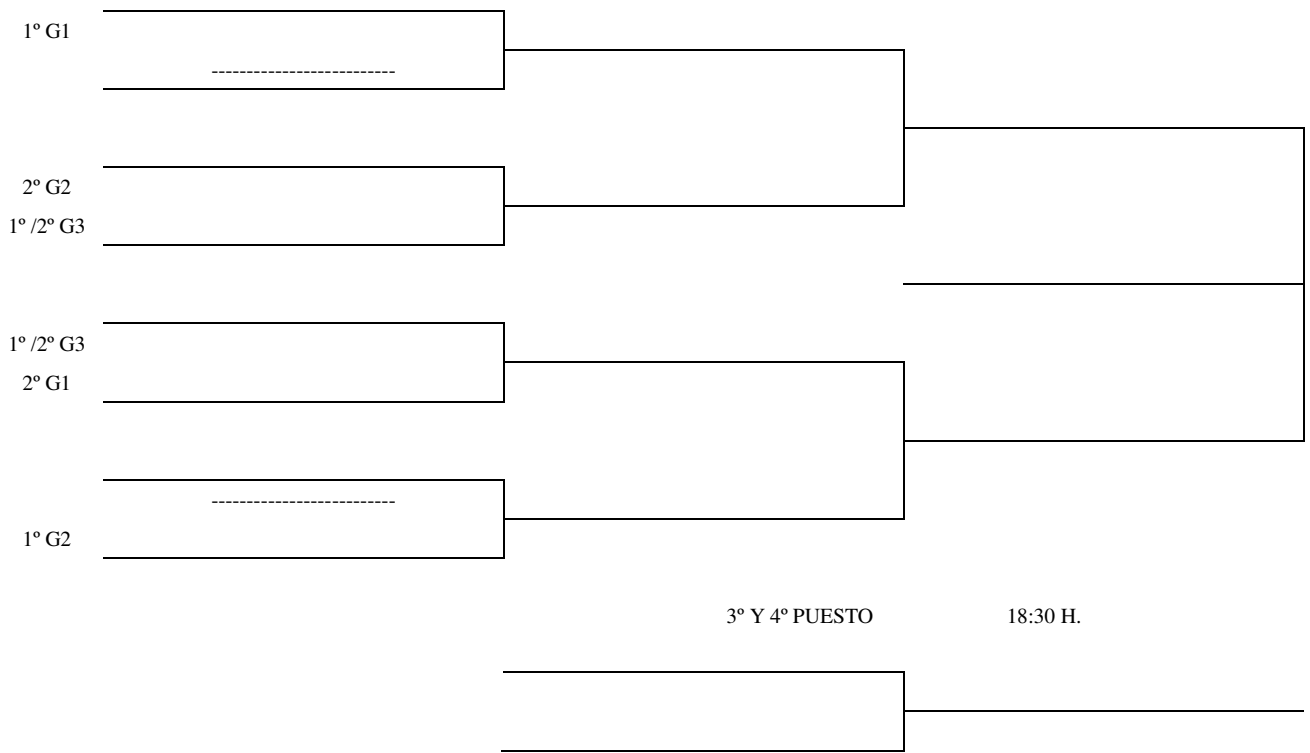 1º G1
--------------------------
2º G2
1º /2º G3
1º /2º G3
2º G1
--------------------------
1º G2
3º Y 4º PUESTO 18:30 H.